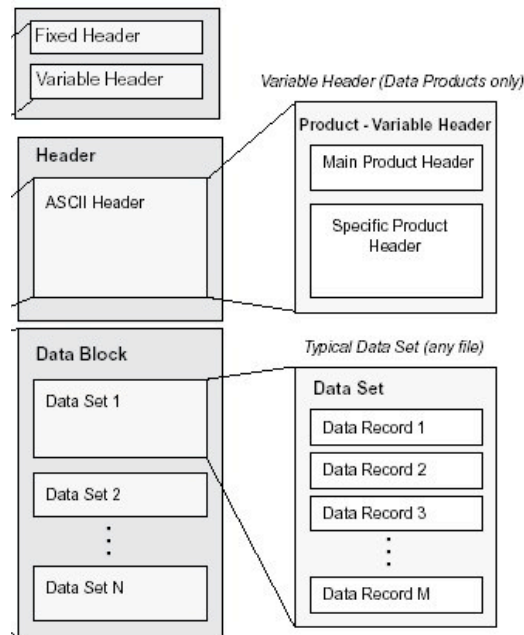 Fixed Header
Variable Header
Header
ASCII Header
Data Block
Data Set 1
Data Set 2
Data Set N
Variable Header (Data Products only)
Product - Variable Header
Main Product Header
Specific Product
Header
Typical Data Set (any file)
Data Set
Data Record 1
Data Record 2
Data Record 3
Data Record M